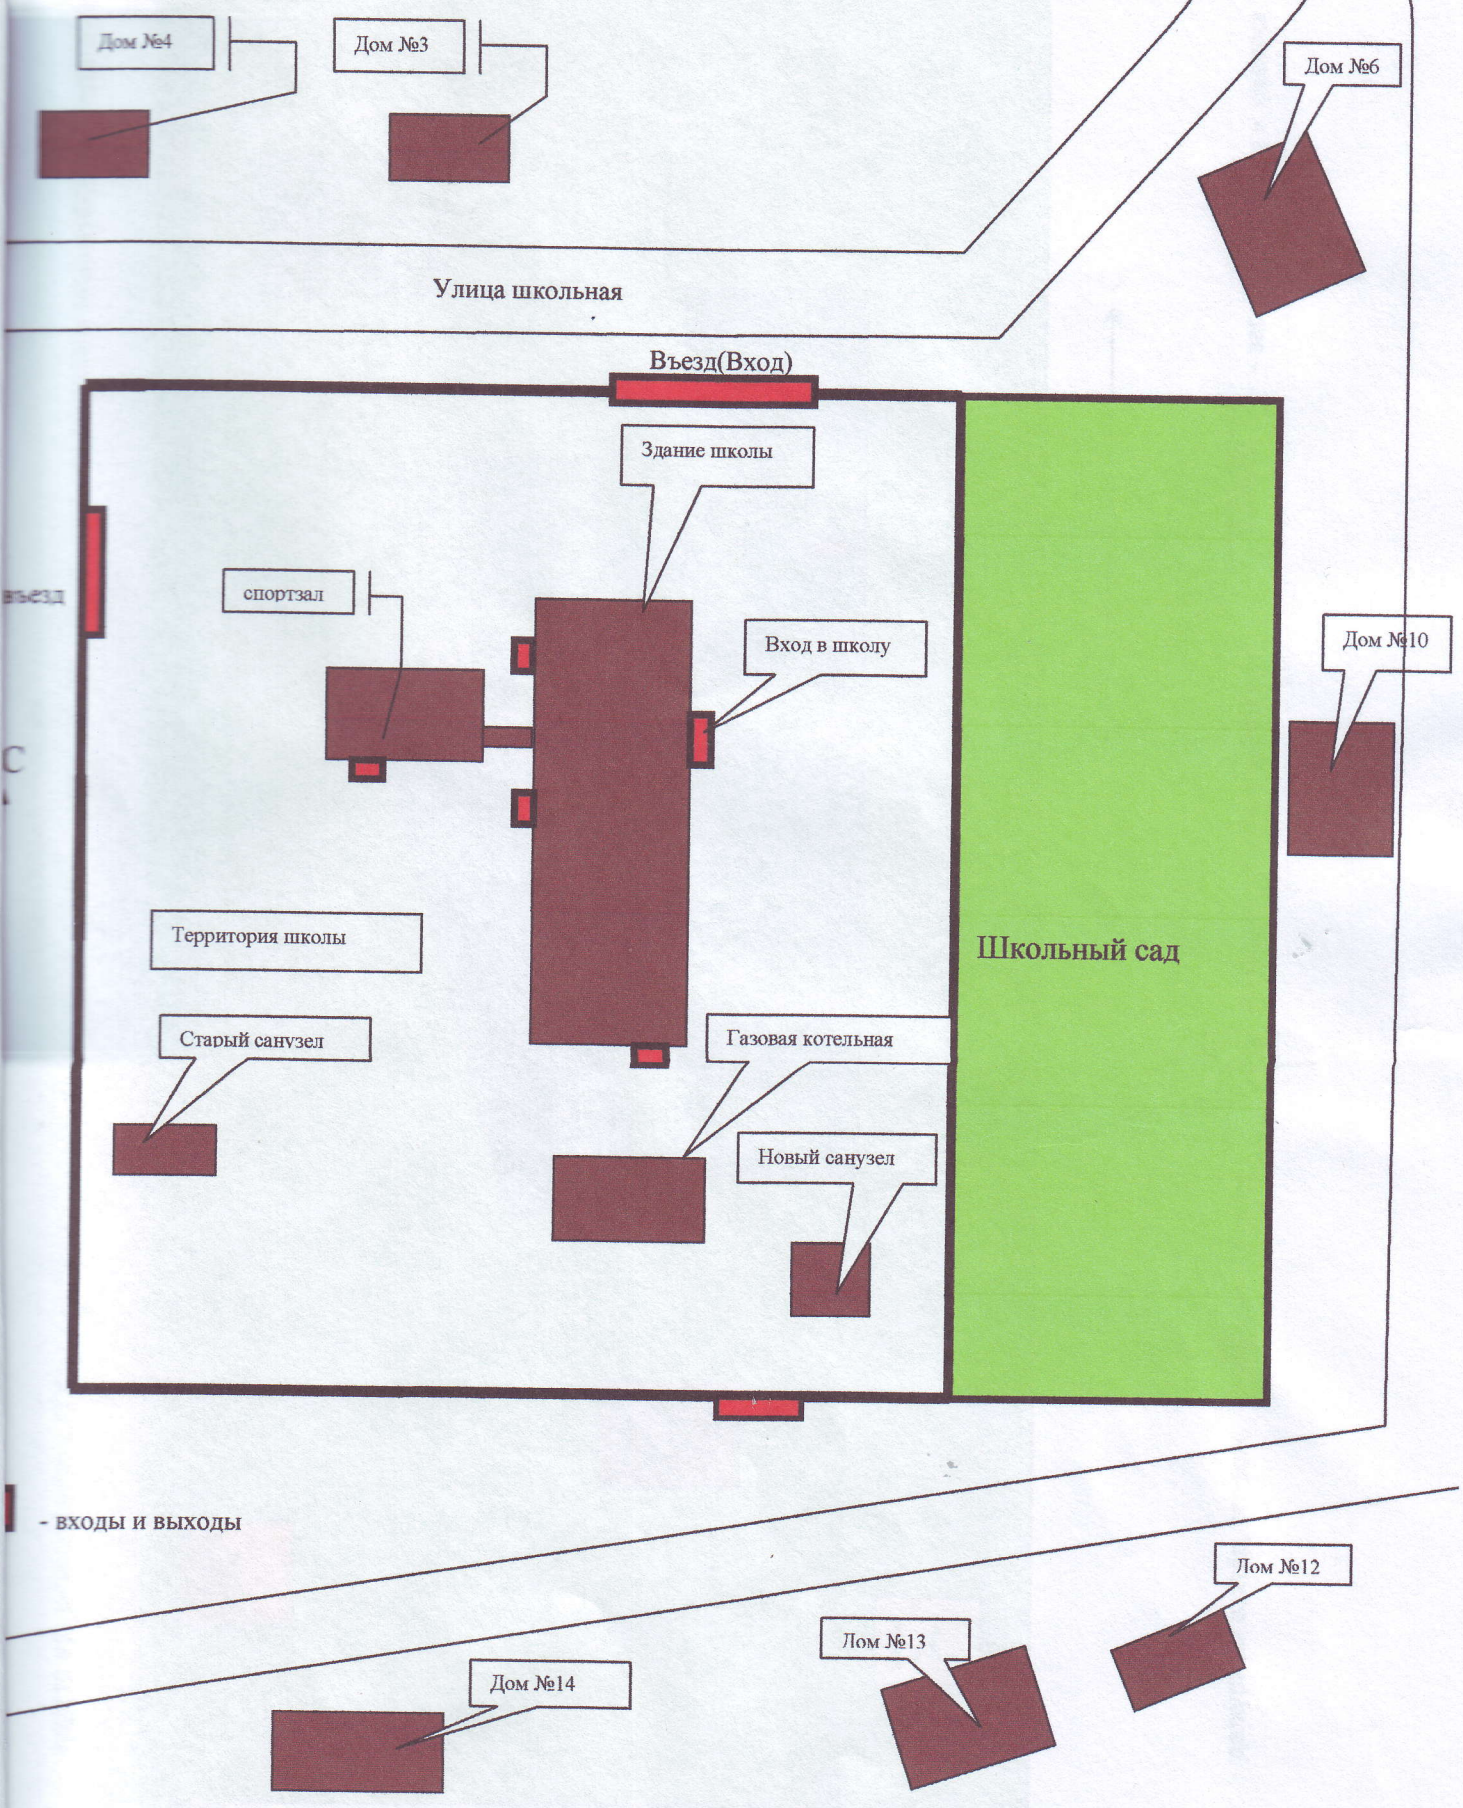 Дом №4
Дом №3
Дом №6
Улица школьная
Въезд(Вход)
Здание школы
въезд
спортзал
Вход в школу
Дом №10
С
Территория школы
Школьный сад
Старый санузел
Газовая котельная
Новый санузел
- входы и выходы
Дом №12
Дом №13
Дом №14